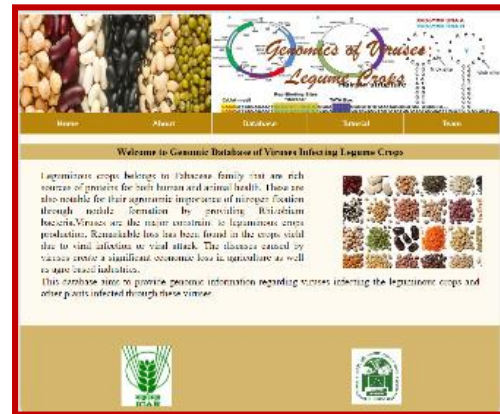 Genomics of Viruses
Legume Crops
Hairpin structure
Home About Database Tutorial Team
Welcome to Genomic Database of Viruses Infecting Legume Crops
Leguminous crops belongs to Fabaceae family that are rich
sources of proteins for both human and animal health. These are
also notable for their agronomic importance of nitrogen fixation
through nodule formation by providing Rhizobium
bacteria.Viruses are the major constraint to leguminous crops
production. Remarkable loss has been found in the crops yield
due to viral infection or viral attack. The diseases caused by
viruses create a significant economic loss in agriculture as well
as agro based industries.
This database aims to provide genomic information regarding viruses infecting the leguminous crops and
other plants infected through these viruses.
ICAR